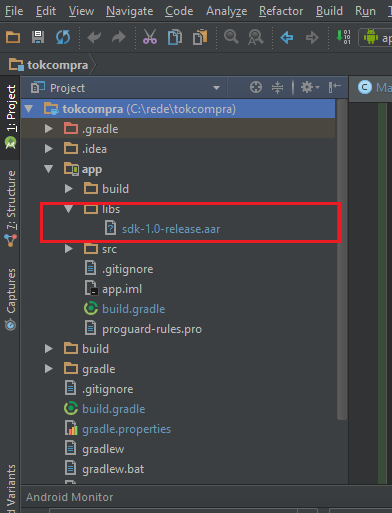 File Edit View Navigate Code Analyze Refactor Build Run
tokcompra
Project
Ma
1: Project
tokcompra (C:\rede\tokcompra)
.gradle
.idea
app
build
libs
sdk-1.0-release.aar
src
.gitignore
app.iml
build.gradle
proguard-rules.pro
build
gradle
.gitignore
build.gradle
gradle.properties
gradlew
gradlew.bat
7: Structure
Captures
Variants
Android Monitor